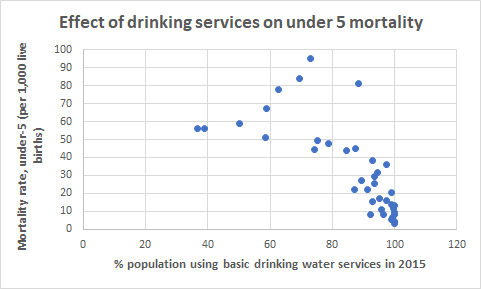 Effect of drinking services on under 5 mortality
Mortality rate, under-5 (per 1,000 live
births)
100
90
80
70
60
50
40
30
20
10
0
0 20 40 60 80 100 120
% population using basic drinking water services in 2015